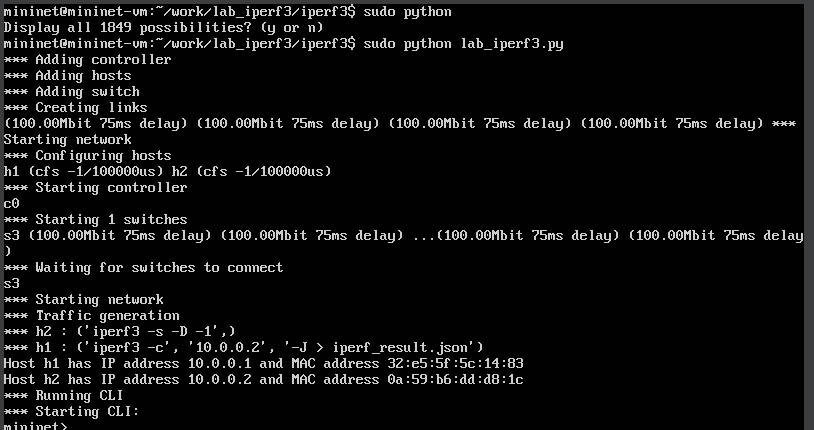 mininet@mininet-vm:~/work/lab_iperf3/iperf3$ sudo python
Display all 1849 possibilities? (y or n)
mininet@mininet-vm:~/work/lab_iperf3/iperf3$ sudo python lab_iperf3.py
*** Adding controller
*** Adding hosts
*** Adding switch
*** Creating links
(100.00Mbit 75ms delay) (100.00Mbit 75ms delay) (100.00Mbit 75ms delay) (100.00Mbit 75ms delay) ***
Starting network
*** Configuring hosts
h1 (cfs -1/100000us) h2 (cfs -1/100000us)
*** Starting controller
c0
*** Starting 1 switches
s3 (100.00Mbit 75ms delay) (100.00Mbit 75ms delay) ...(100.00Mbit 75ms delay) (100.00Mbit 75ms delay
)
*** Waiting for switches to connect
s3
*** Starting network
*** Traffic generation
*** h2 : ('iperf3 -s -D -1',)
*** h1 : ('iperf3 -c', '10.0.0.2', '-J > iperf_result.json')
Host h1 has IP address 10.0.0.1 and MAC address 32:e5:5f:5c:14:83
Host h2 has IP address 10.0.0.2 and MAC address 0a:59:b6:dd:d8:1c
*** Running CLI
*** Starting CLI:
mininet>